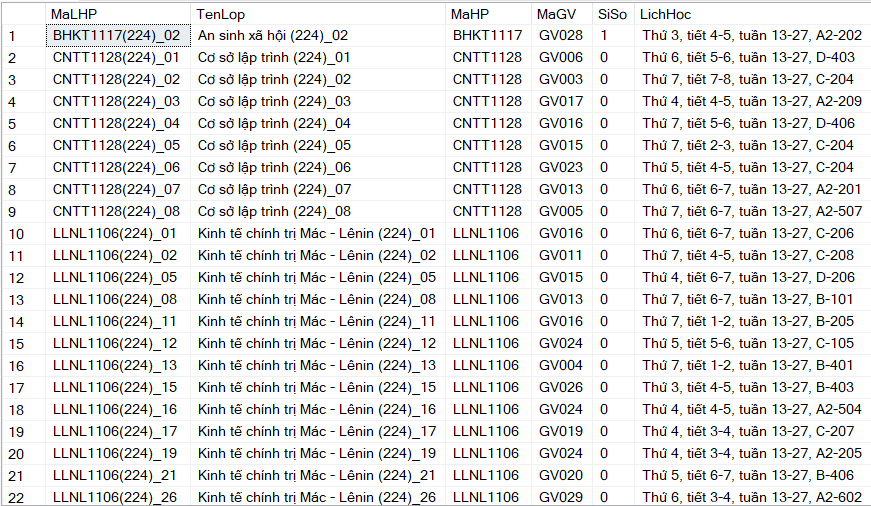 MaLHP TenLop MaHP MaGV SiSo LichHoc
1 BHKT1117(224)_02 An sinh xã hội (224)_02 BHKT1117 GV028 1 Thứ 3, tiết 4-5, tuần 13-27, A2-202
2 CNTT1128(224)_01 Cơ sở lập trình (224)_01 CNTT1128 GV006 0 Thứ 6, tiết 5-6, tuần 13-27, D-403
3 CNTT1128(224)_02 Cơ sở lập trình (224)_02 CNTT1128 GV003 0 Thứ 7, tiết 7-8, tuần 13-27, C-204
4 CNTT1128(224)_03 Cơ sở lập trình (224)_03 CNTT1128 GV017 0 Thứ 4, tiết 4-5, tuần 13-27, A2-209
5 CNTT1128(224)_04 Cơ sở lập trình (224)_04 CNTT1128 GV016 0 Thứ 7, tiết 5-6, tuần 13-27, D-406
6 CNTT1128(224)_05 Cơ sở lập trình (224)_05 CNTT1128 GV015 0 Thứ 7, tiết 2-3, tuần 13-27, C-204
7 CNTT1128(224)_06 Cơ sở lập trình (224)_06 CNTT1128 GV023 0 Thứ 5, tiết 4-5, tuần 13-27, C-204
8 CNTT1128(224)_07 Cơ sở lập trình (224)_07 CNTT1128 GV013 0 Thứ 6, tiết 6-7, tuần 13-27, A2-201
9 CNTT1128(224)_08 Cơ sở lập trình (224)_08 CNTT1128 GV005 0 Thứ 7, tiết 6-7, tuần 13-27, A2-507
10 LLNL1106(224)_01 Kinh tế chính trị Mác - Lênin (224)_01 LLNL1106 GV016 0 Thứ 6, tiết 6-7, tuần 13-27, C-206
11 LLNL1106(224)_02 Kinh tế chính trị Mác - Lênin (224)_02 LLNL1106 GV011 0 Thứ 7, tiết 4-5, tuần 13-27, C-208
12 LLNL1106(224)_05 Kinh tế chính trị Mác - Lênin (224)_05 LLNL1106 GV015 0 Thứ 4, tiết 6-7, tuần 13-27, D-206
13 LLNL1106(224)_08 Kinh tế chính trị Mác - Lênin (224)_08 LLNL1106 GV013 0 Thứ 7, tiết 6-7, tuần 13-27, B-101
14 LLNL1106(224)_11 Kinh tế chính trị Mác - Lênin (224)_11 LLNL1106 GV016 0 Thứ 7, tiết 1-2, tuần 13-27, B-205
15 LLNL1106(224)_12 Kinh tế chính trị Mác - Lênin (224)_12 LLNL1106 GV024 0 Thứ 5, tiết 5-6, tuần 13-27, C-105
16 LLNL1106(224)_13 Kinh tế chính trị Mác - Lênin (224)_13 LLNL1106 GV004 0 Thứ 7, tiết 1-2, tuần 13-27, B-401
17 LLNL1106(224)_15 Kinh tế chính trị Mác - Lênin (224)_15 LLNL1106 GV026 0 Thứ 3, tiết 4-5, tuần 13-27, B-403
18 LLNL1106(224)_16 Kinh tế chính trị Mác - Lênin (224)_16 LLNL1106 GV024 0 Thứ 4, tiết 4-5, tuần 13-27, A2-504
19 LLNL1106(224)_17 Kinh tế chính trị Mác - Lênin (224)_17 LLNL1106 GV019 0 Thứ 4, tiết 3-4, tuần 13-27, C-207
20 LLNL1106(224)_19 Kinh tế chính trị Mác - Lênin (224)_19 LLNL1106 GV024 0 Thứ 4, tiết 3-4, tuần 13-27, A2-205
21 LLNL1106(224)_21 Kinh tế chính trị Mác - Lênin (224)_21 LLNL1106 GV020 0 Thứ 5, tiết 6-7, tuần 13-27, B-406
22 LLNL1106(224)_26 Kinh tế chính trị Mác - Lênin (224)_26 LLNL1106 GV029 0 Thứ 6, tiết 3-4, tuần 13-27, A2-602